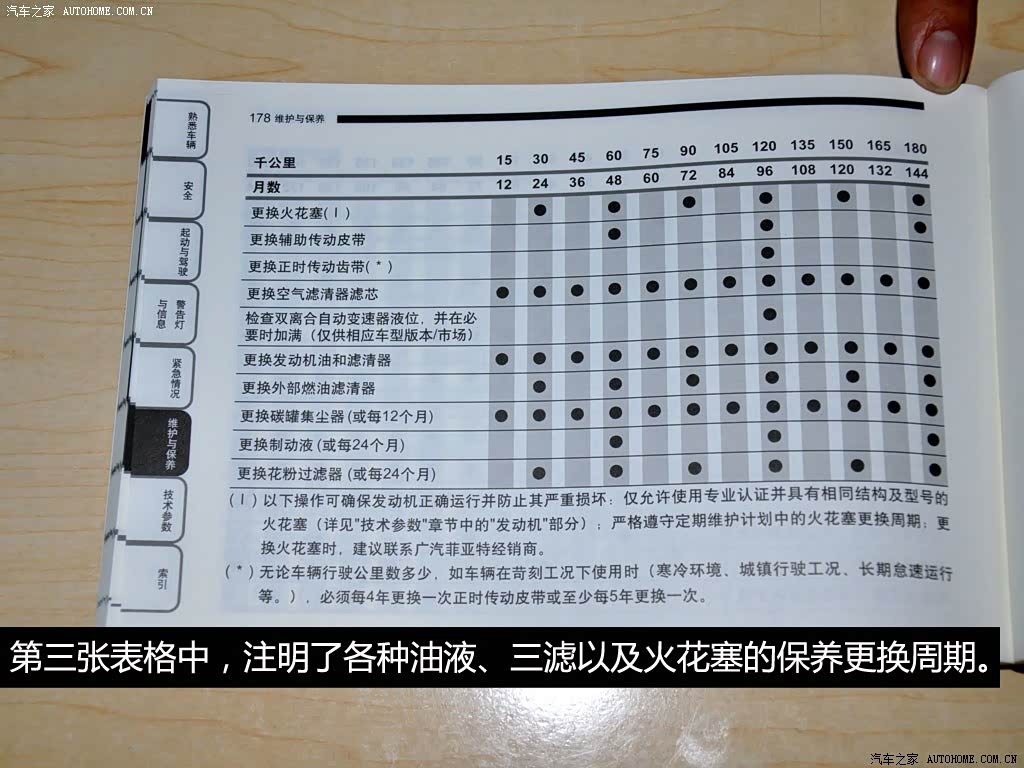 汽车之家 AUTOHOME.COM.CN
178 维护与保养
熟悉车辆
安全
起动与驾驶
警告灯
与信息
紧急情况
维护与保养
技术参数
索引
千公里 15 30 45 60 75 90 105 120 135 150 165 180
月数 12 24 36 48 60 72 84 96 108 120 132 144
更换火花塞(Ⅰ) ● ● ● ● ● ●
更换辅助传动皮带 ● ● ●
更换正时传动齿带(*) ●
更换空气滤清器滤芯 ● ● ● ● ● ● ● ● ● ● ● ●
检查双离合自动变速器液位，并在必
要时加满（仅供相应车型版本/市场） ●
更换发动机油和滤清器 ● ● ● ● ● ● ● ● ● ● ● ●
更换外部燃油滤清器 ● ● ● ● ● ●
更换碳罐集尘器(或每12个月) ● ● ● ● ● ● ● ● ● ● ● ●
更换制动液(或每24个月) ● ● ●
更换花粉过滤器(或每24个月) ● ● ● ● ● ●
(Ⅰ)以下操作可确保发动机正确运行并防止其严重损坏：仅允许使用专业认证并具有相同结构及型号的
火花塞（详见"技术参数"章节中的"发动机"部分）；严格遵守定期维护计划中的火花塞更换周期；更
换火花塞时，建议联系广汽菲亚特经销商。
(*)无论车辆行驶公里数多少，如车辆在苛刻工况下使用时（寒冷环境、城镇行驶工况、长期怠速运行
等。），必须每4年更换一次正时传动皮带或至少每5年更换一次。
第三张表格中，注明了各种油液、三滤以及火花塞的保养更换周期。
汽车之家 AUTOHOME.COM.CN